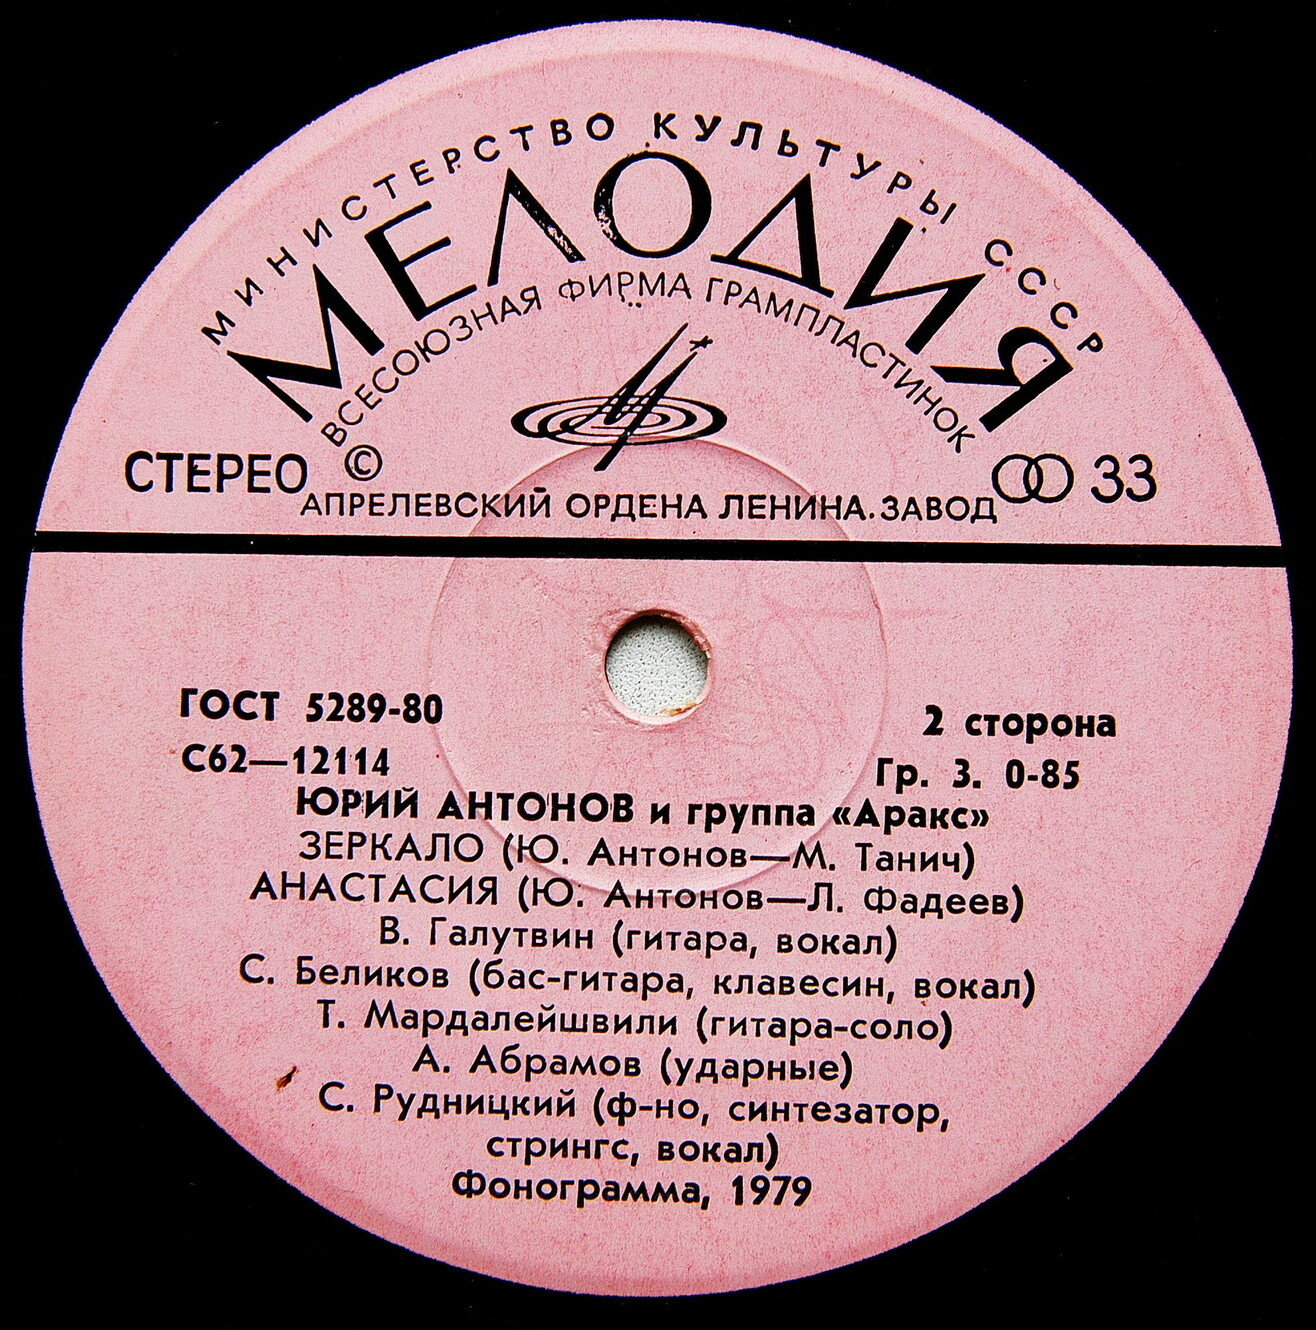 МИНИСТЕРСТВО КУЛЬТУРЫ СССР
МЕЛОДИЯ
ВСЕСОЮЗНАЯ ФИРМА ГРАМПЛАСТИНОК
СТЕРЕО © 33
АПРЕЛЕВСКИЙ ОРДЕНА ЛЕНИНА.ЗАВОД
ГОСТ 5289-80 2 сторона
С62—12114 Гр. 3. 0-85
ЮРИЙ АНТОНОВ и группа «Аракс»
ЗЕРКАЛО (Ю. Антонов—М. Танич)
АНАСТАСИЯ (Ю. Антонов—Л. Фадеев)
В. Галутвин (гитара, вокал)
С. Беликов (бас-гитара, клавесин, вокал)
Т. Мардалейшвили (гитара-соло)
А. Абрамов (ударные)
С. Рудницкий (ф-но, синтезатор,
стрингс, вокал)
Фонограмма, 1979